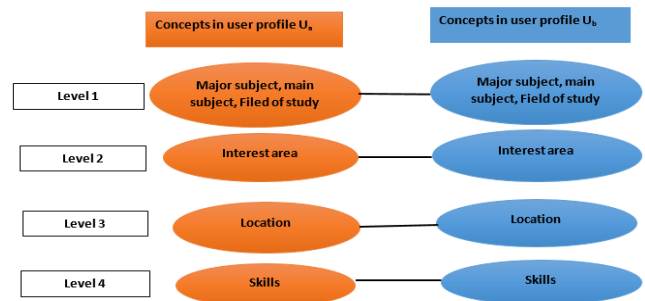 Concepts in user profile Uₐ
Concepts in user profile U_b
Level 1
Major subject, main
subject, Filed of study
Major subject, main
subject, Field of study
Level 2
Interest area
Interest area
Level 3
Location
Location
Level 4
Skills
Skills